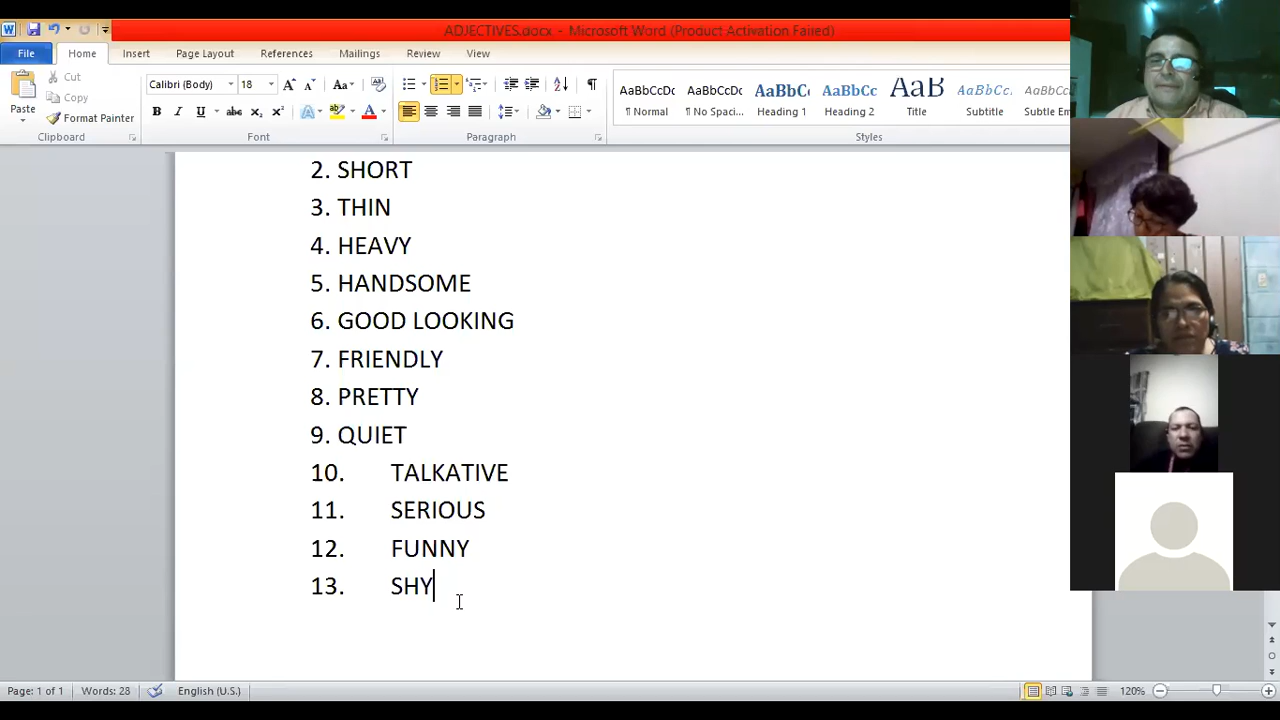 ADJECTIVES.docx - Microsoft Word (Product Activation Failed)
File Home Insert Page Layout References Mailings Review View
Paste
Cut
Copy
Format Painter
Clipboard
Calibri (Body) 18
Font
Paragraph
AaBbCcDc AaBbCcDc AaBbCc AaBbCc AaB AaBbCc. AaBbCc
¶ Normal ¶ No Spaci... Heading 1 Heading 2 Title Subtitle Subtle Em
Styles
2. SHORT
3. THIN
4. HEAVY
5. HANDSOME
6. GOOD LOOKING
7. FRIENDLY
8. PRETTY
9. QUIET
10. TALKATIVE
11. SERIOUS
12. FUNNY
13. SHY
Page: 1 of 1 Words: 28 English (U.S.) 120%